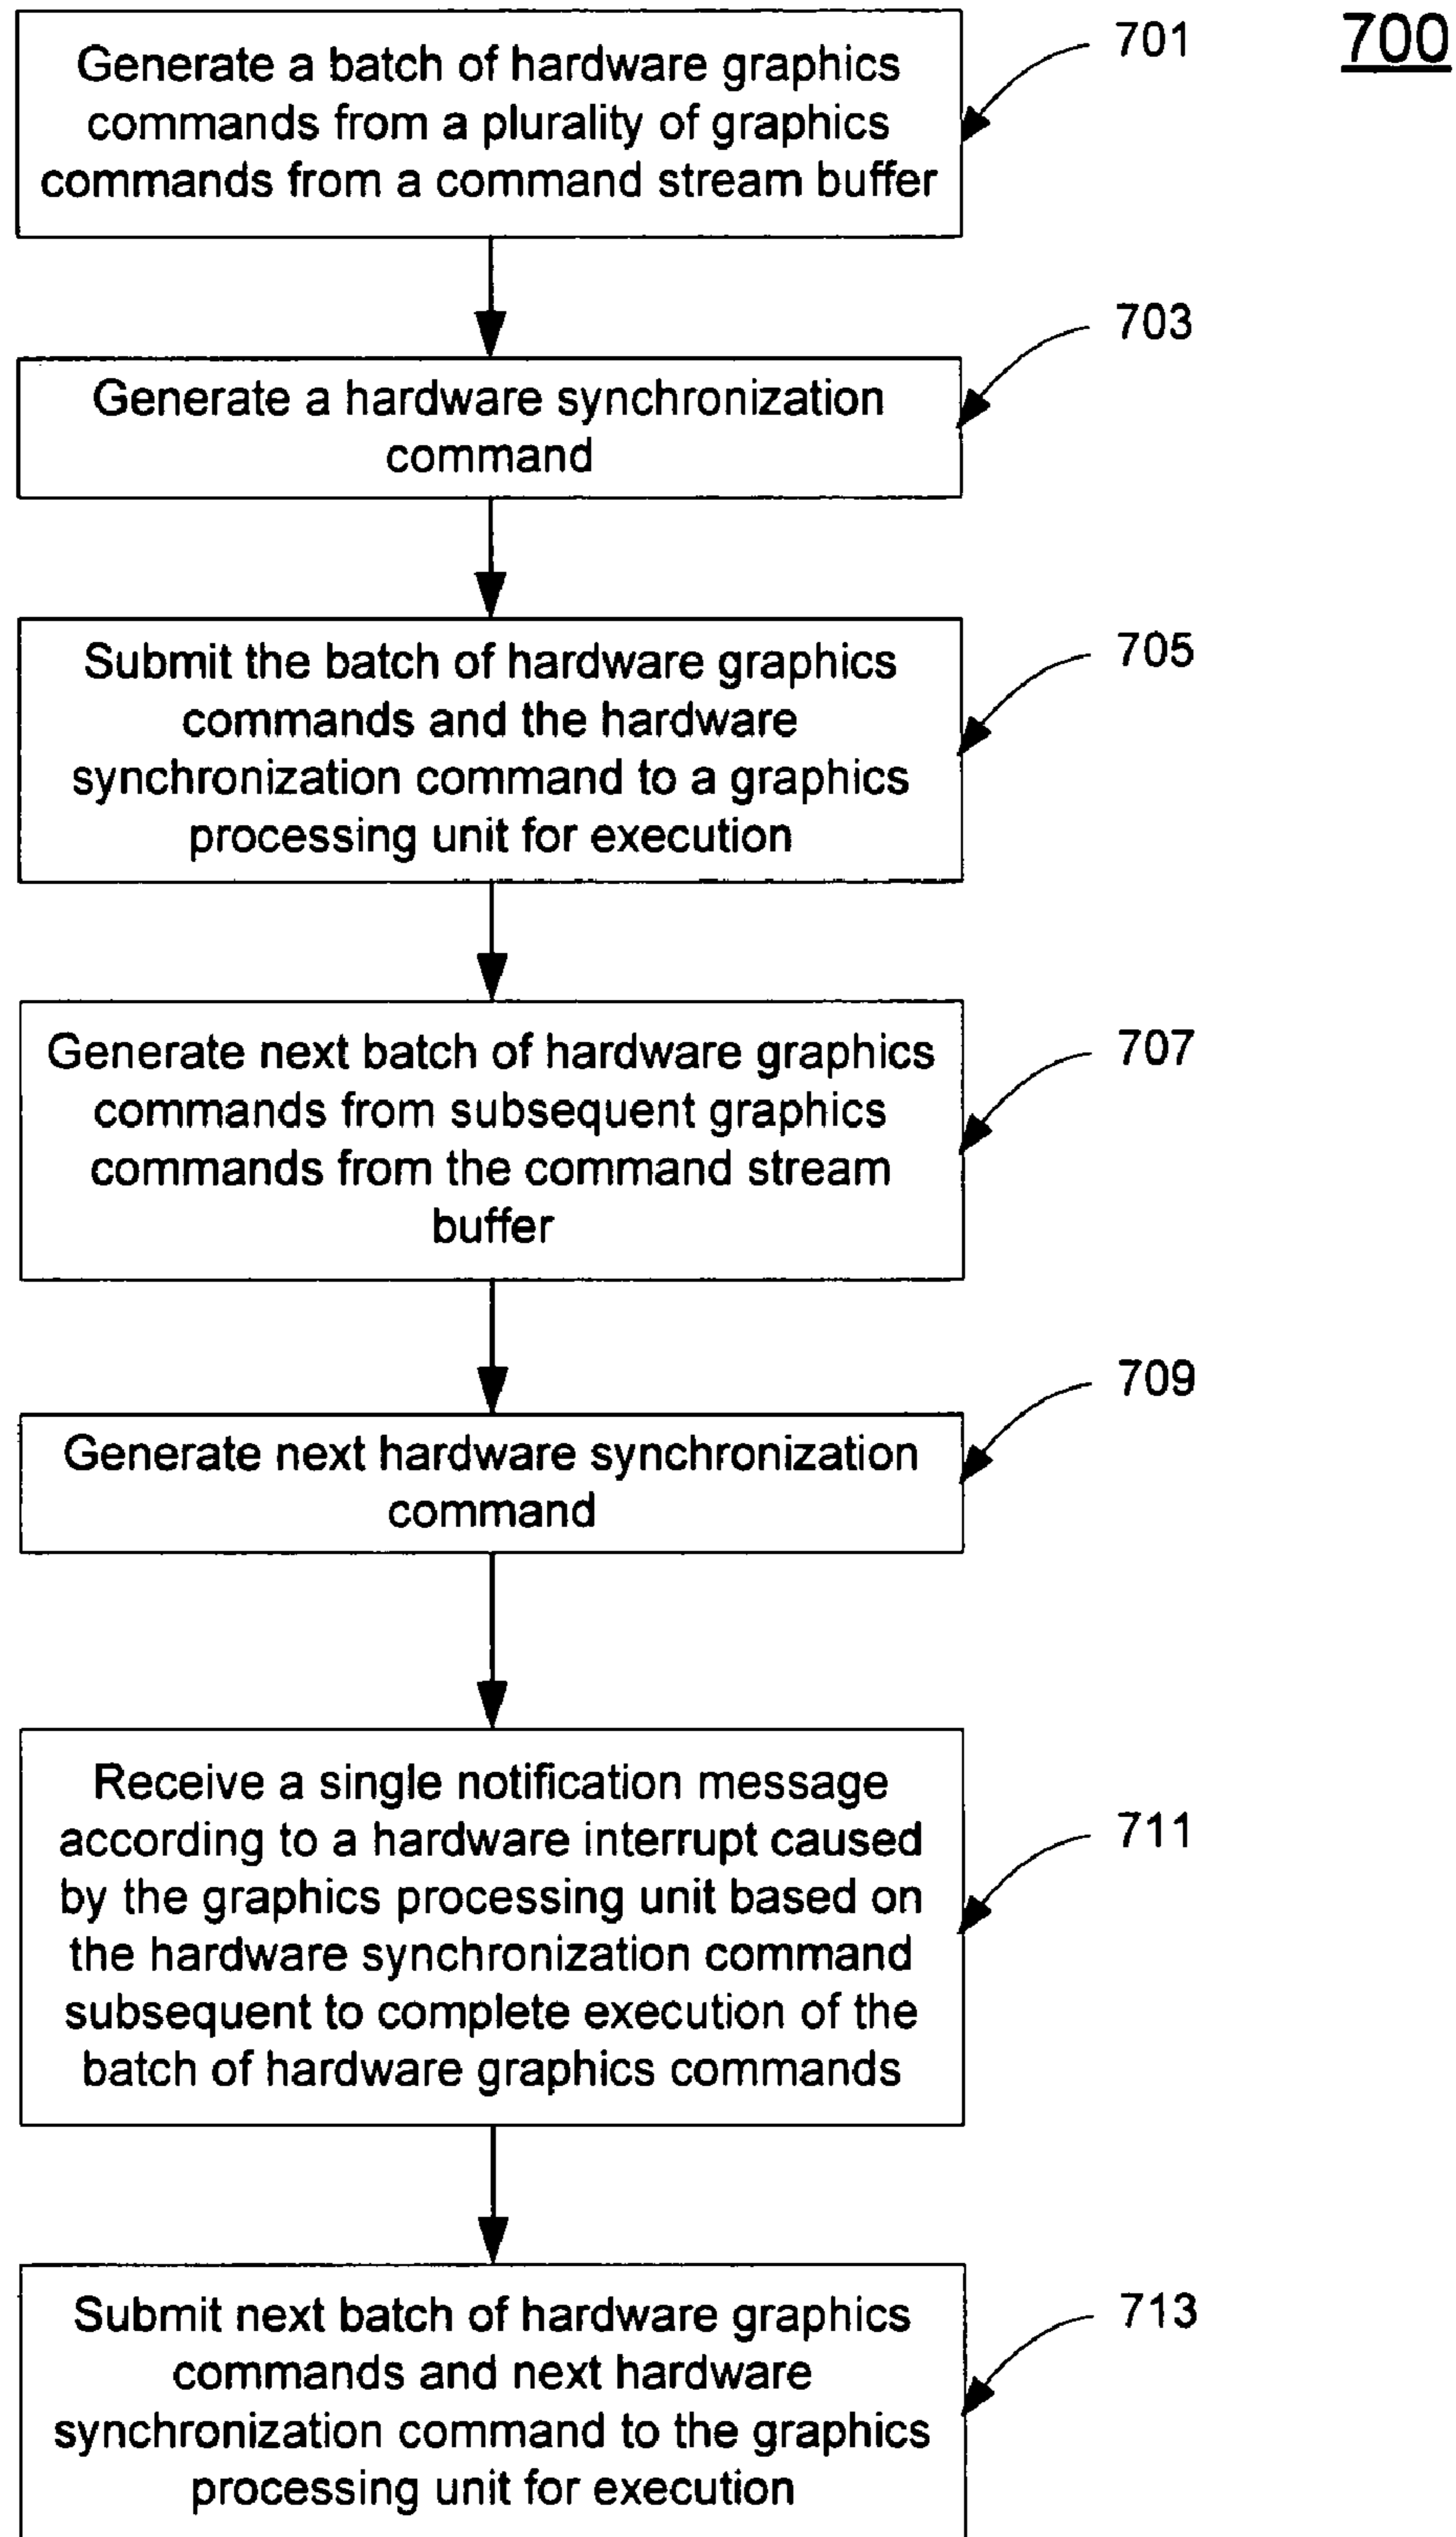 700
Generate a batch of hardware graphics
commands from a plurality of graphics
commands from a command stream buffer
701
Generate a hardware synchronization
command
703
Submit the batch of hardware graphics
commands and the hardware
synchronization command to a graphics
processing unit for execution
705
Generate next batch of hardware graphics
commands from subsequent graphics
commands from the command stream
buffer
707
Generate next hardware synchronization
command
709
Receive a single notification message
according to a hardware interrupt caused
by the graphics processing unit based on
the hardware synchronization command
subsequent to complete execution of the
batch of hardware graphics commands
711
Submit next batch of hardware graphics
commands and next hardware
synchronization command to the graphics
processing unit for execution
713